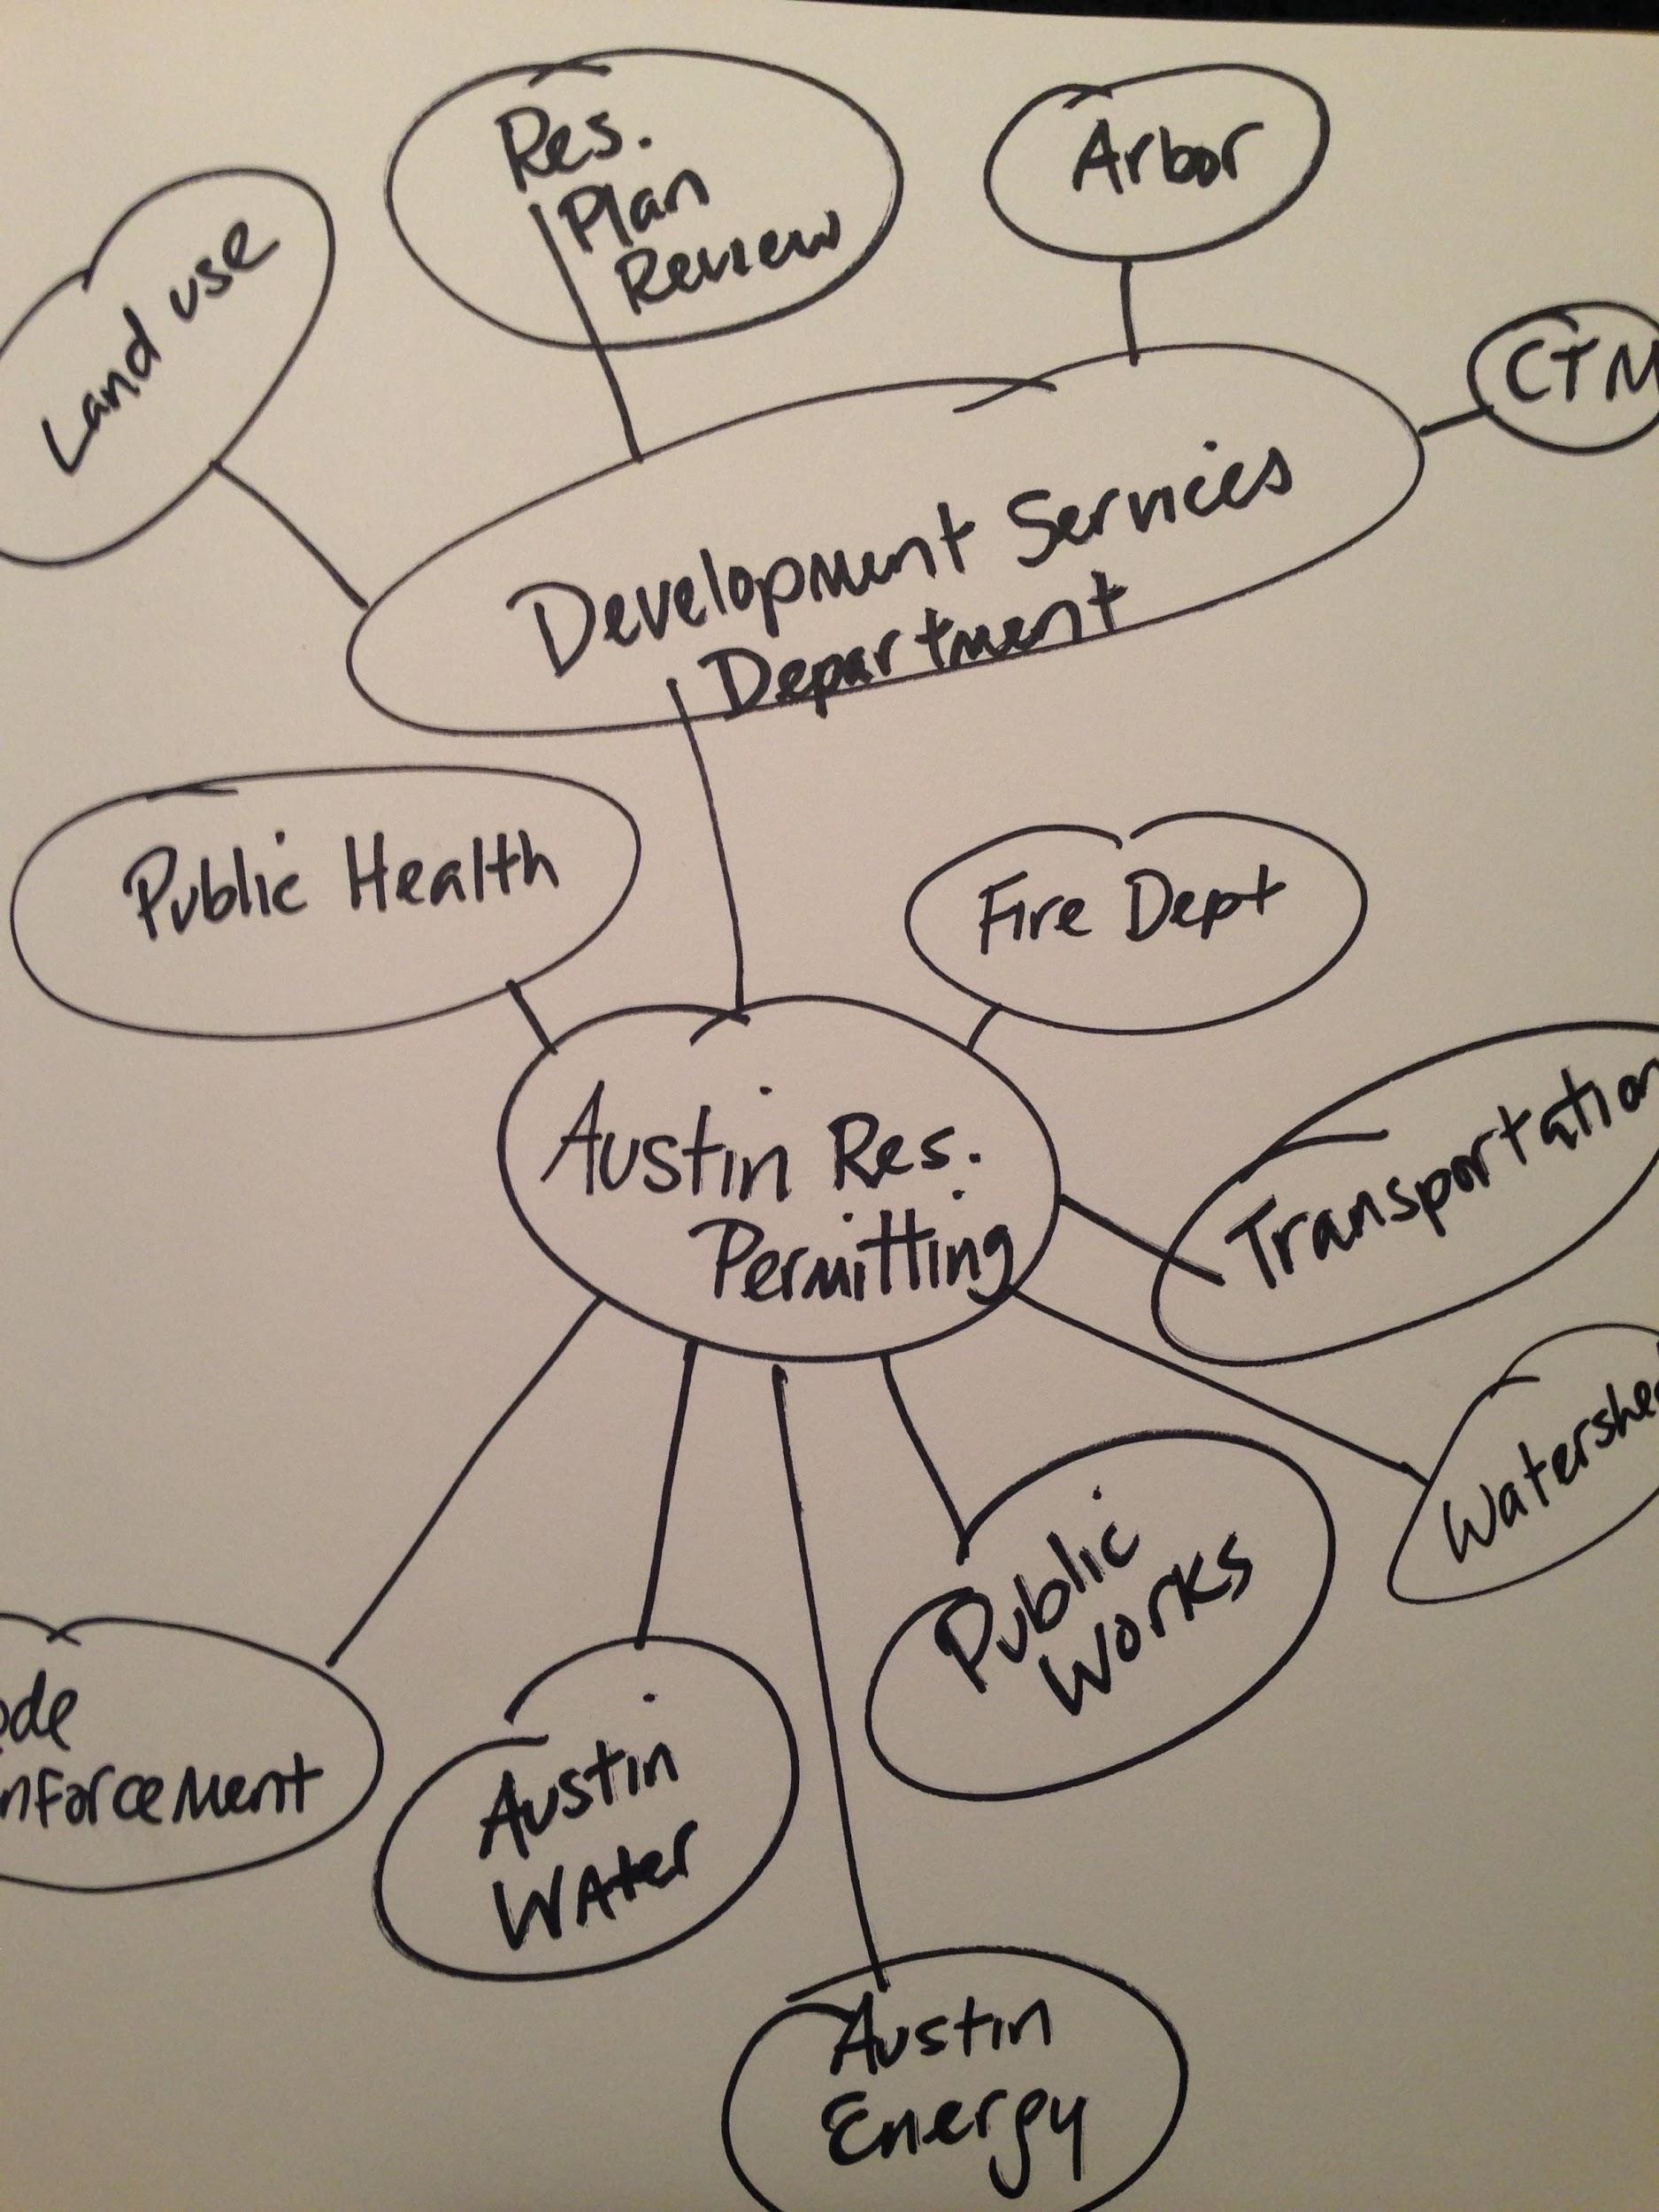 Res.
Plan
Review
Arbor
Land use
CTM
Development Services
Department
Public Health
Fire Dept
Austin Res.
Permitting
Transportation
Watershe
Public
Works
ode
nforcement
Austin
Water
Austin
Energy